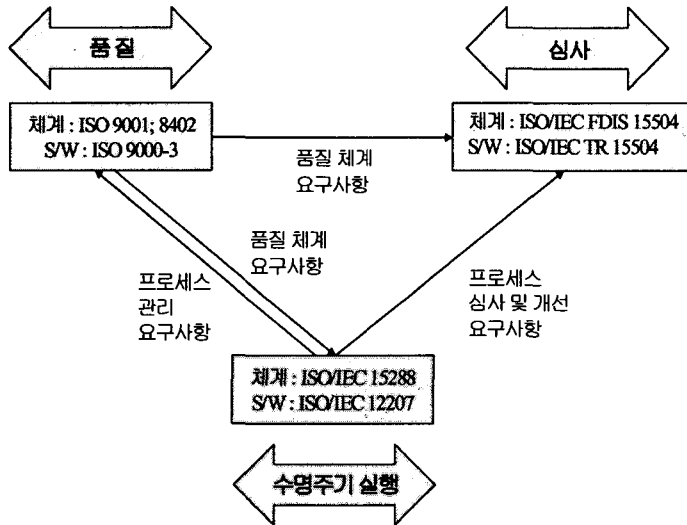 품 질
심사
체계 : ISO 9001; 8402
S/W : ISO 9000-3
체계 : ISO/IEC FDIS 15504
S/W : ISO/IEC TR 15504
품질 체계
요구사항
품질 체계
요구사항
프로세스
관리
요구사항
프로세스
심사 및 개선
요구사항
체계 : ISO/IEC 15288
S/W : ISO/IEC 12207
수명주기 실행